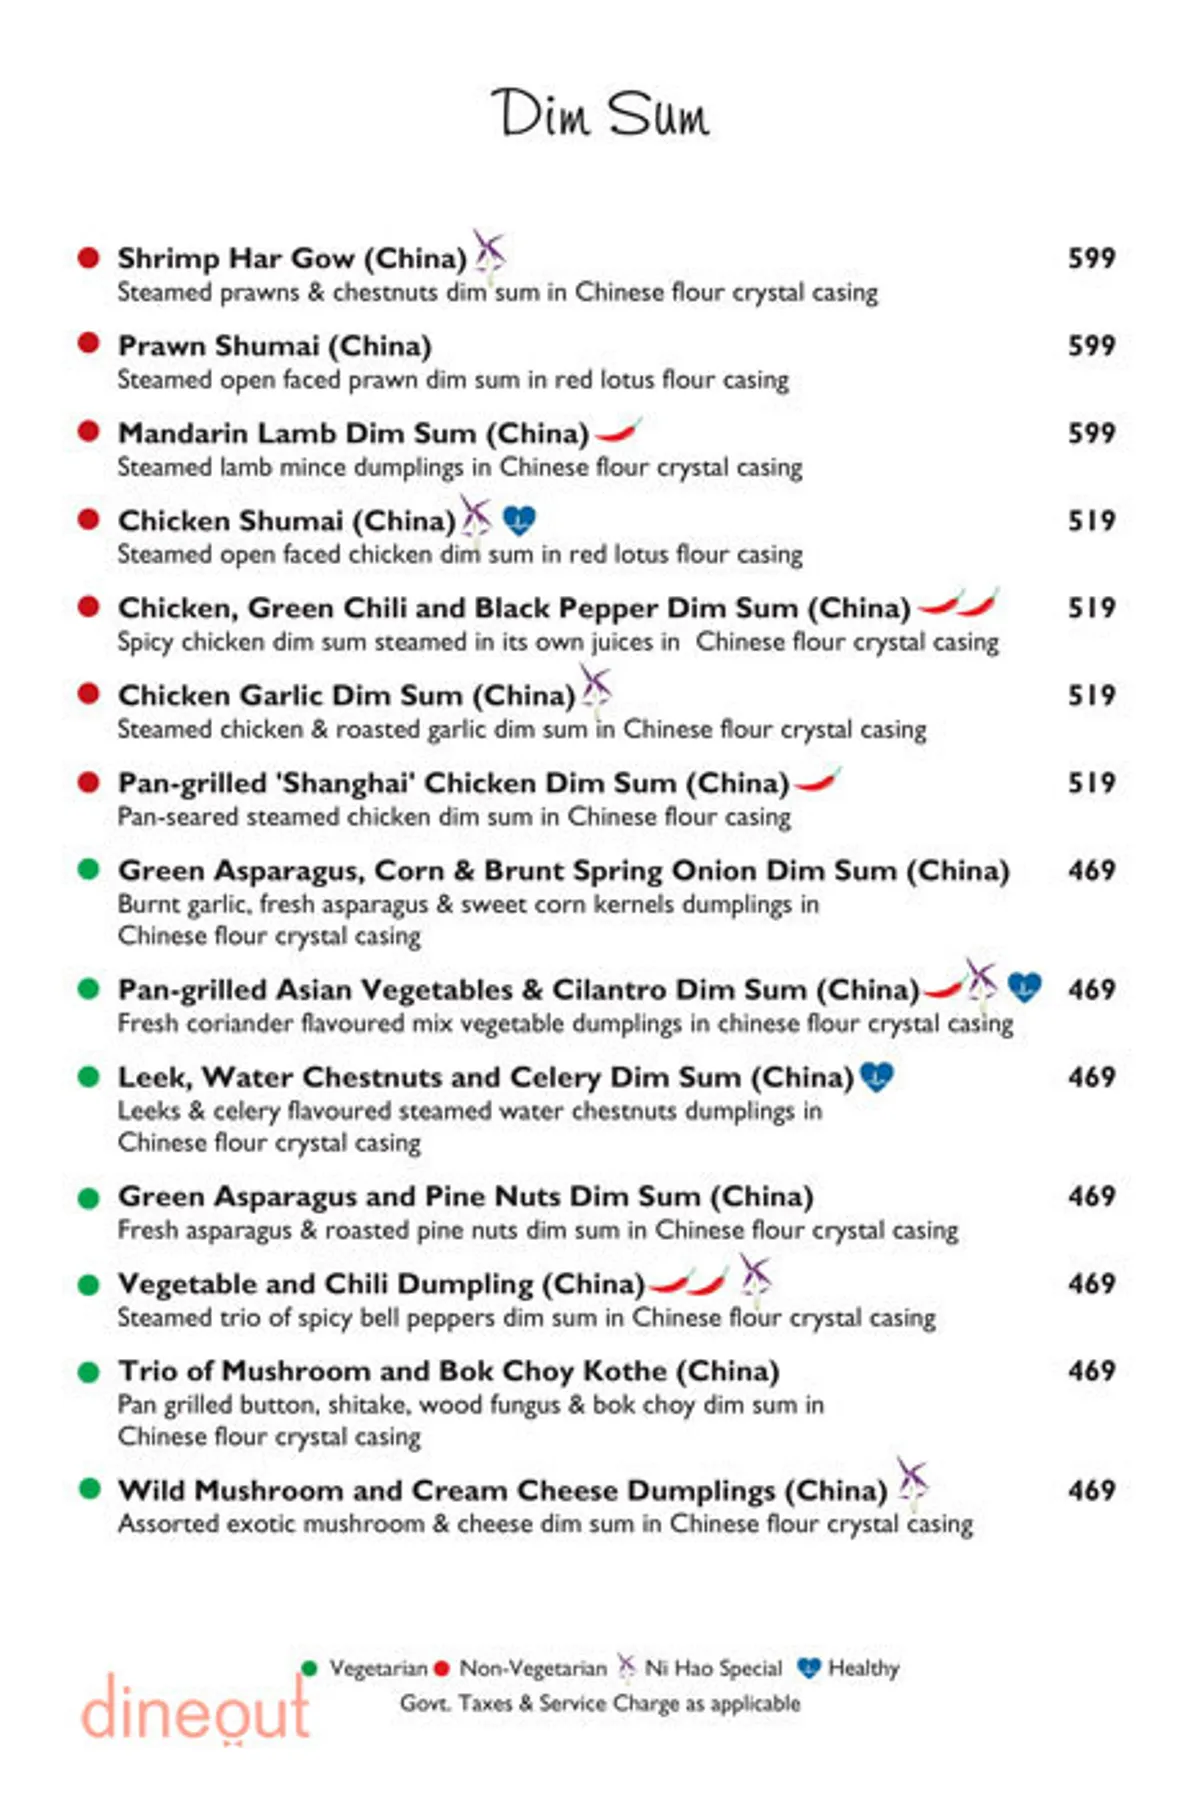 Dim Sum
Shrimp Har Gow (China) 599
Steamed prawns & chestnuts dim sum in Chinese flour crystal casing
Prawn Shumai (China) 599
Steamed open faced prawn dim sum in red lotus flour casing
Mandarin Lamb Dim Sum (China) 599
Steamed lamb mince dumplings in Chinese flour crystal casing
Chicken Shumai (China) 519
Steamed open faced chicken dim sum in red lotus flour casing
Chicken, Green Chili and Black Pepper Dim Sum (China) 519
Spicy chicken dim sum steamed in its own juices in Chinese flour crystal casing
Chicken Garlic Dim Sum (China) 519
Steamed chicken & roasted garlic dim sum in Chinese flour crystal casing
Pan-grilled 'Shanghai' Chicken Dim Sum (China) 519
Pan-seared steamed chicken dim sum in Chinese flour casing
Green Asparagus, Corn & Brunt Spring Onion Dim Sum (China) 469
Burnt garlic, fresh asparagus & sweet corn kernels dumplings in
Chinese flour crystal casing
Pan-grilled Asian Vegetables & Cilantro Dim Sum (China) 469
Fresh coriander flavoured mix vegetable dumplings in chinese flour crystal casing
Leek, Water Chestnuts and Celery Dim Sum (China) 469
Leeks & celery flavoured steamed water chestnuts dumplings in
Chinese flour crystal casing
Green Asparagus and Pine Nuts Dim Sum (China) 469
Fresh asparagus & roasted pine nuts dim sum in Chinese flour crystal casing
Vegetable and Chili Dumpling (China) 469
Steamed trio of spicy bell peppers dim sum in Chinese flour crystal casing
Trio of Mushroom and Bok Choy Kothe (China) 469
Pan grilled button, shitake, wood fungus & bok choy dim sum in
Chinese flour crystal casing
Wild Mushroom and Cream Cheese Dumplings (China) 469
Assorted exotic mushroom & cheese dim sum in Chinese flour crystal casing
Vegetarian Non-Vegetarian Ni Hao Special Healthy
Govt. Taxes & Service Charge as applicable
dineout